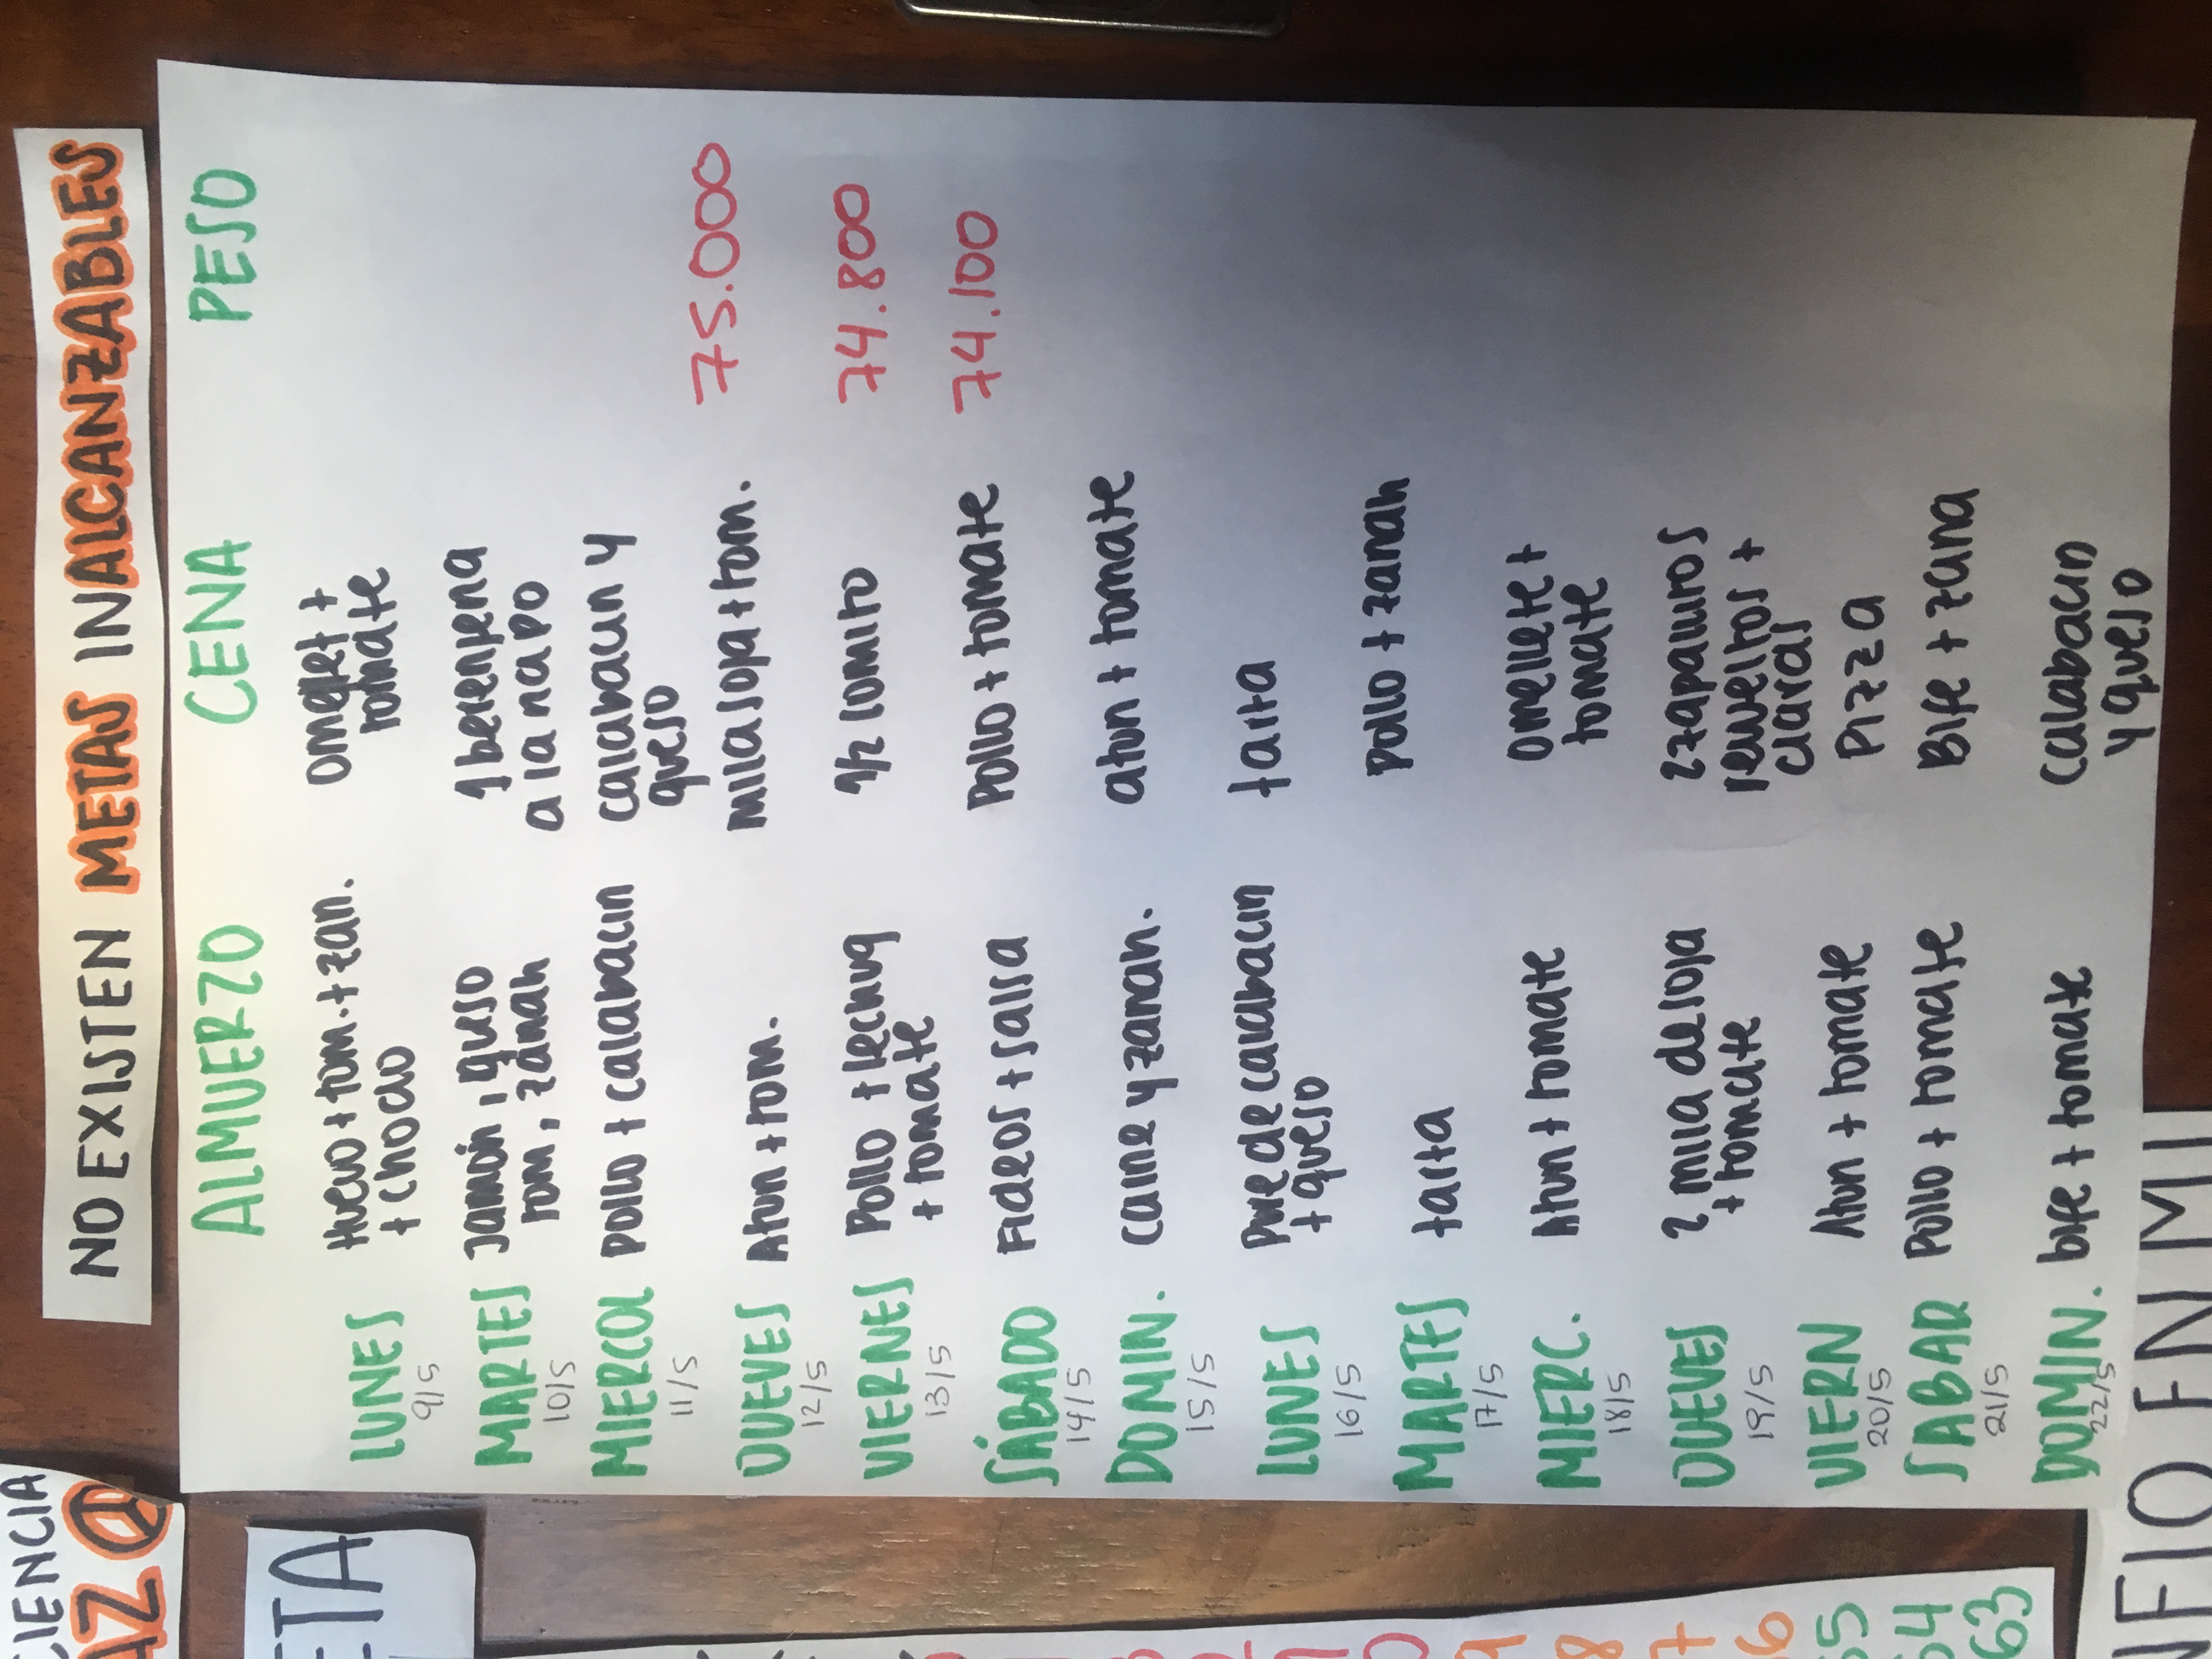 CIENCIA
AZ
NO EXISTEN METAS INALCANZABLES
ETA
ALMUERZO CENA PESO
LUNES 9/5 Huevo + tom. + zan. + choclo Omelet + tomate
MARTES 10/5 Jamón, queso tom, zanah 1 berenjena a la napo
MIERCOL 11/5 Pollo + calabacin calabacin y queso
JUEVES 12/5 Atun + tom. mila soja + tom. 75.000
VIERNES 13/5 Pollo + lechug + tomate 1/2 lomito 74.800
SÁBADO 14/5 Fideos + salsa Pollo + tomate 74.100
DOMIN. 15/5 carne y zanah. atun + tomate
LUNES 16/5 Pure de calabacin + queso tarta
MARTES 17/5 tarta Pollo + zanah
MIERC. 18/5 Atun + tomate Omellete + tomate
JUEVES 19/5 2 mila de soja + tomate 2 zapallitos revueltos + claras
VIERN 20/5 Atun + tomate Pizza
SABAD 21/5 Pollo + tomate Bife + zana
DOMIN. 22/5 bife + tomate Calabacin y queso
9
8
7
6
55
54
63
NFIO EN MI